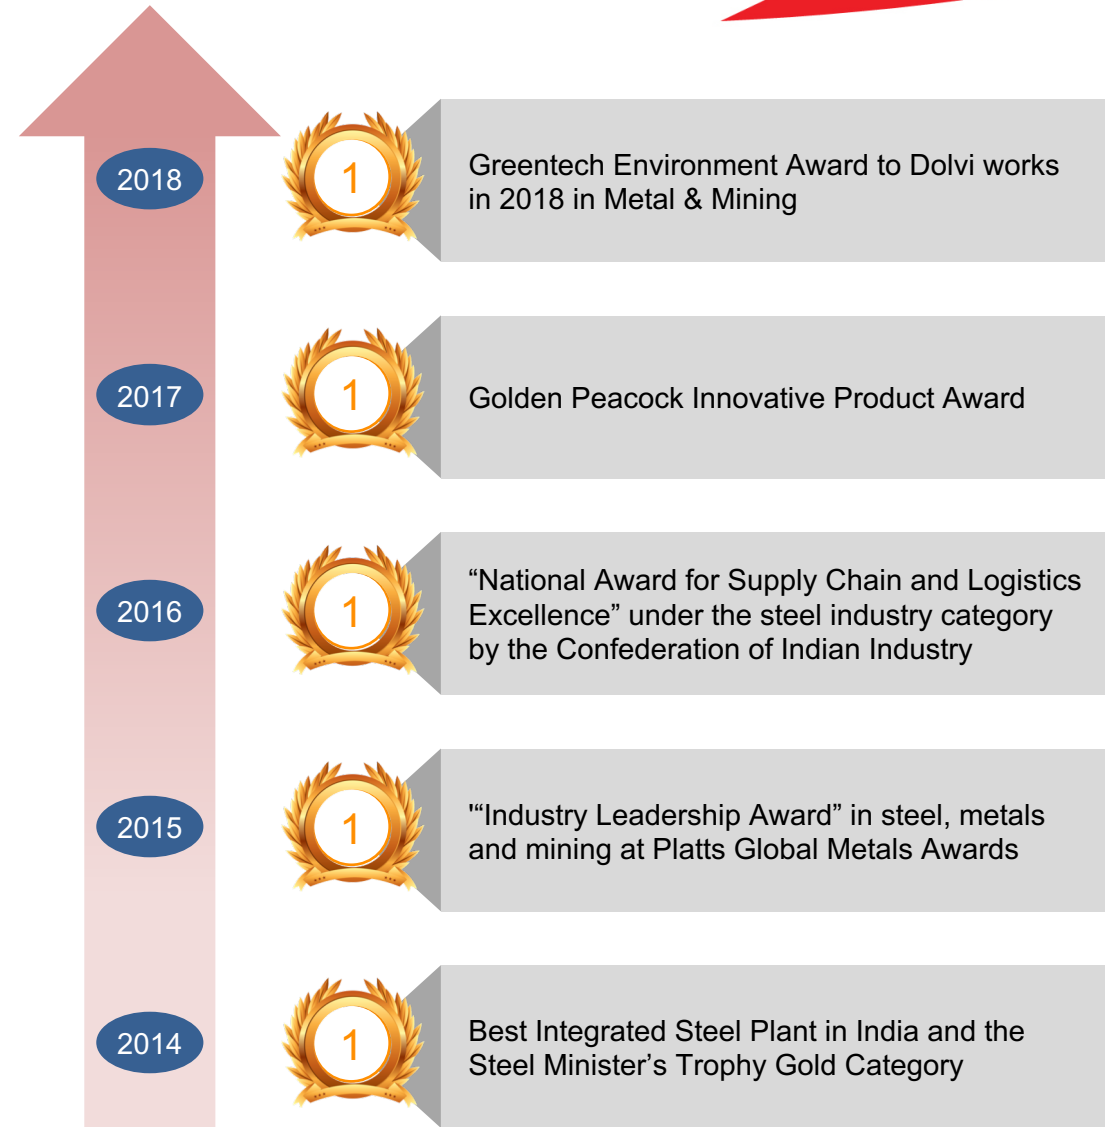 2018
1
Greentech Environment Award to Dolvi works
in 2018 in Metal & Mining
2017
1
Golden Peacock Innovative Product Award
2016
1
“National Award for Supply Chain and Logistics
Excellence” under the steel industry category
by the Confederation of Indian Industry
2015
1
'“Industry Leadership Award” in steel, metals
and mining at Platts Global Metals Awards
2014
1
Best Integrated Steel Plant in India and the
Steel Minister’s Trophy Gold Category